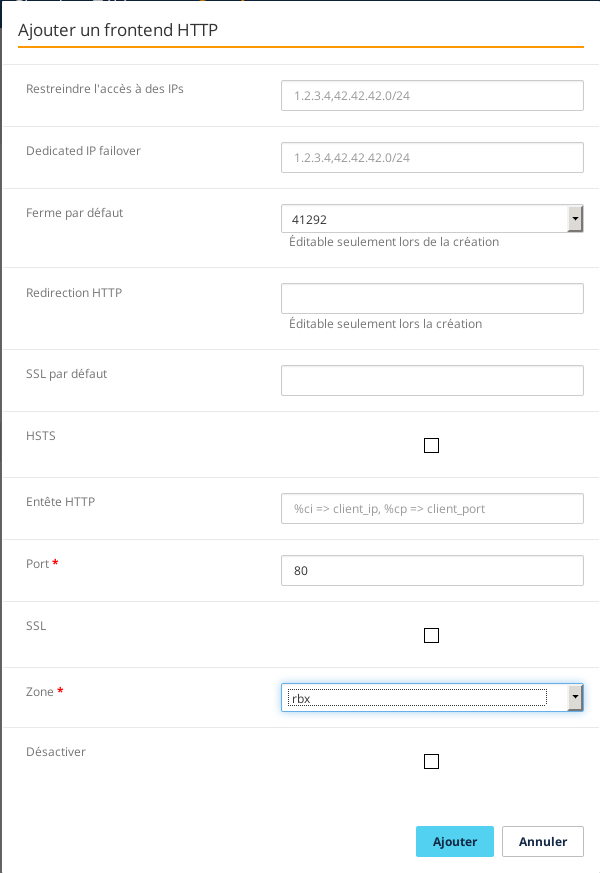 Ajouter un frontend HTTP
Restreindre l'accès à des IPs
1.2.3.4,42.42.42.0/24
Dedicated IP failover
1.2.3.4,42.42.42.0/24
Ferme par défaut
41292
Éditable seulement lors de la création
Redirection HTTP
Éditable seulement lors la création
SSL par défaut
HSTS
Entête HTTP
%ci => client_ip, %cp => client_port
Port *
80
SSL
Zone *
rbx
Désactiver
Ajouter Annuler